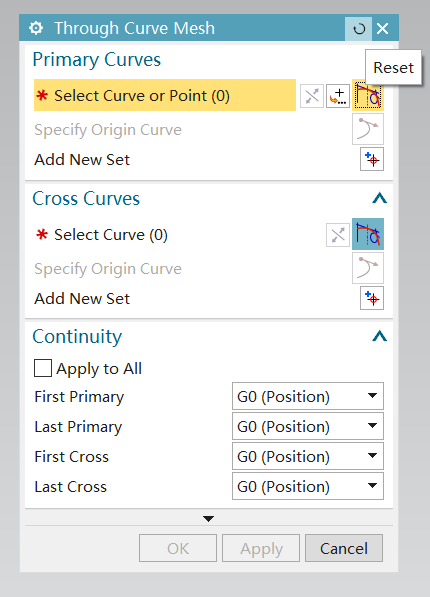 Through Curve Mesh
Reset
Primary Curves
* Select Curve or Point (0)
Specify Origin Curve
Add New Set
Cross Curves
* Select Curve (0)
Specify Origin Curve
Add New Set
Continuity
Apply to All
First Primary G0 (Position)
Last Primary G0 (Position)
First Cross G0 (Position)
Last Cross G0 (Position)
OK Apply Cancel